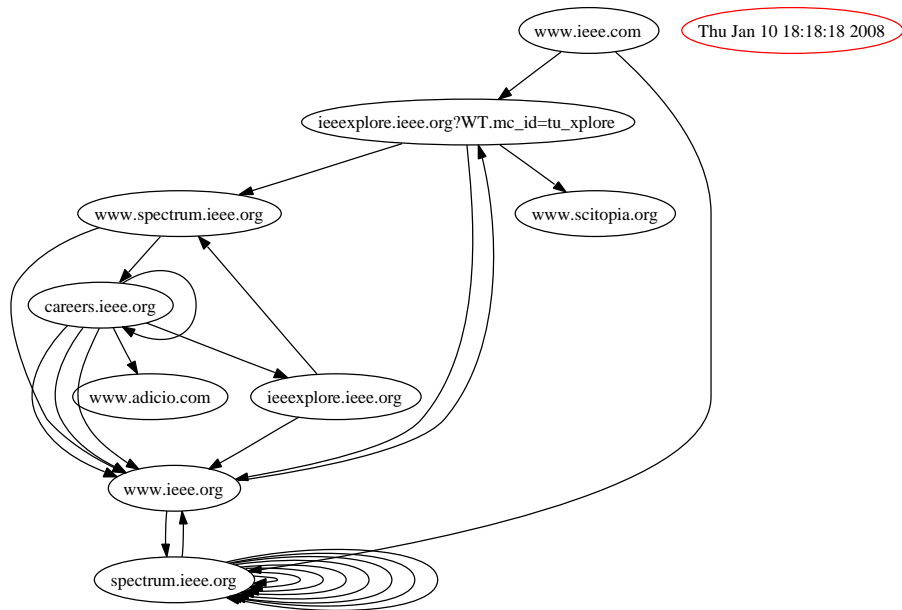 www.ieee.com
Thu Jan 10 18:18:18 2008
ieeexplore.ieee.org?WT.mc_id=tu_xplore
www.spectrum.ieee.org
www.scitopia.org
careers.ieee.org
www.adicio.com
ieeexplore.ieee.org
www.ieee.org
spectrum.ieee.org